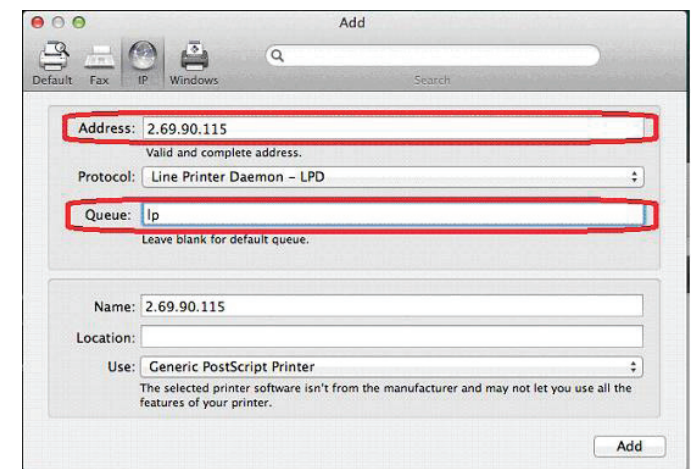 Add
Default Fax IP Windows Search
Address: 2.69.90.115
Valid and complete address.
Protocol: Line Printer Daemon – LPD
Queue: lp
Leave blank for default queue.
Name: 2.69.90.115
Location:
Use: Generic PostScript Printer
The selected printer software isn't from the manufacturer and may not let you use all the
features of your printer.
Add